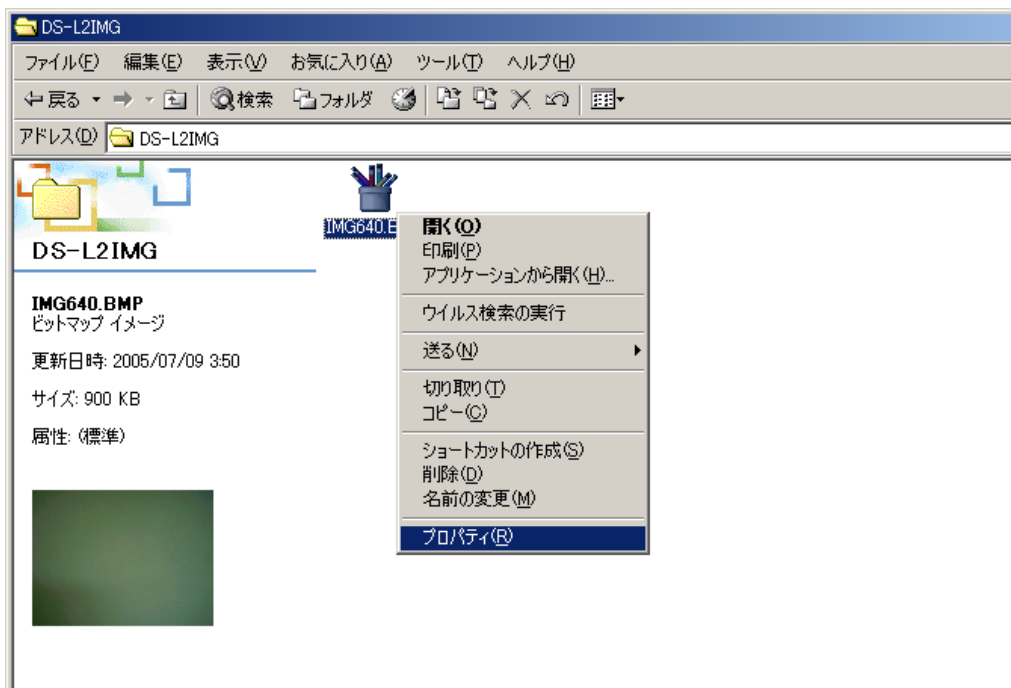 DS-L2IMG
ファイル(F) 編集(E) 表示(V) お気に入り(A) ツール(T) ヘルプ(H)
戻る 検索 フォルダ
アドレス(D) DS-L2IMG
DS-L2IMG
IMG640.BMP
ビットマップ イメージ
更新日時: 2005/07/09 3:50
サイズ: 900 KB
属性: (標準)
IMG640.B
開く(O)
印刷(P)
アプリケーションから開く(H)...
ウイルス検索の実行
送る(N)
切り取り(T)
コピー(C)
ショートカットの作成(S)
削除(D)
名前の変更(M)
プロパティ(R)